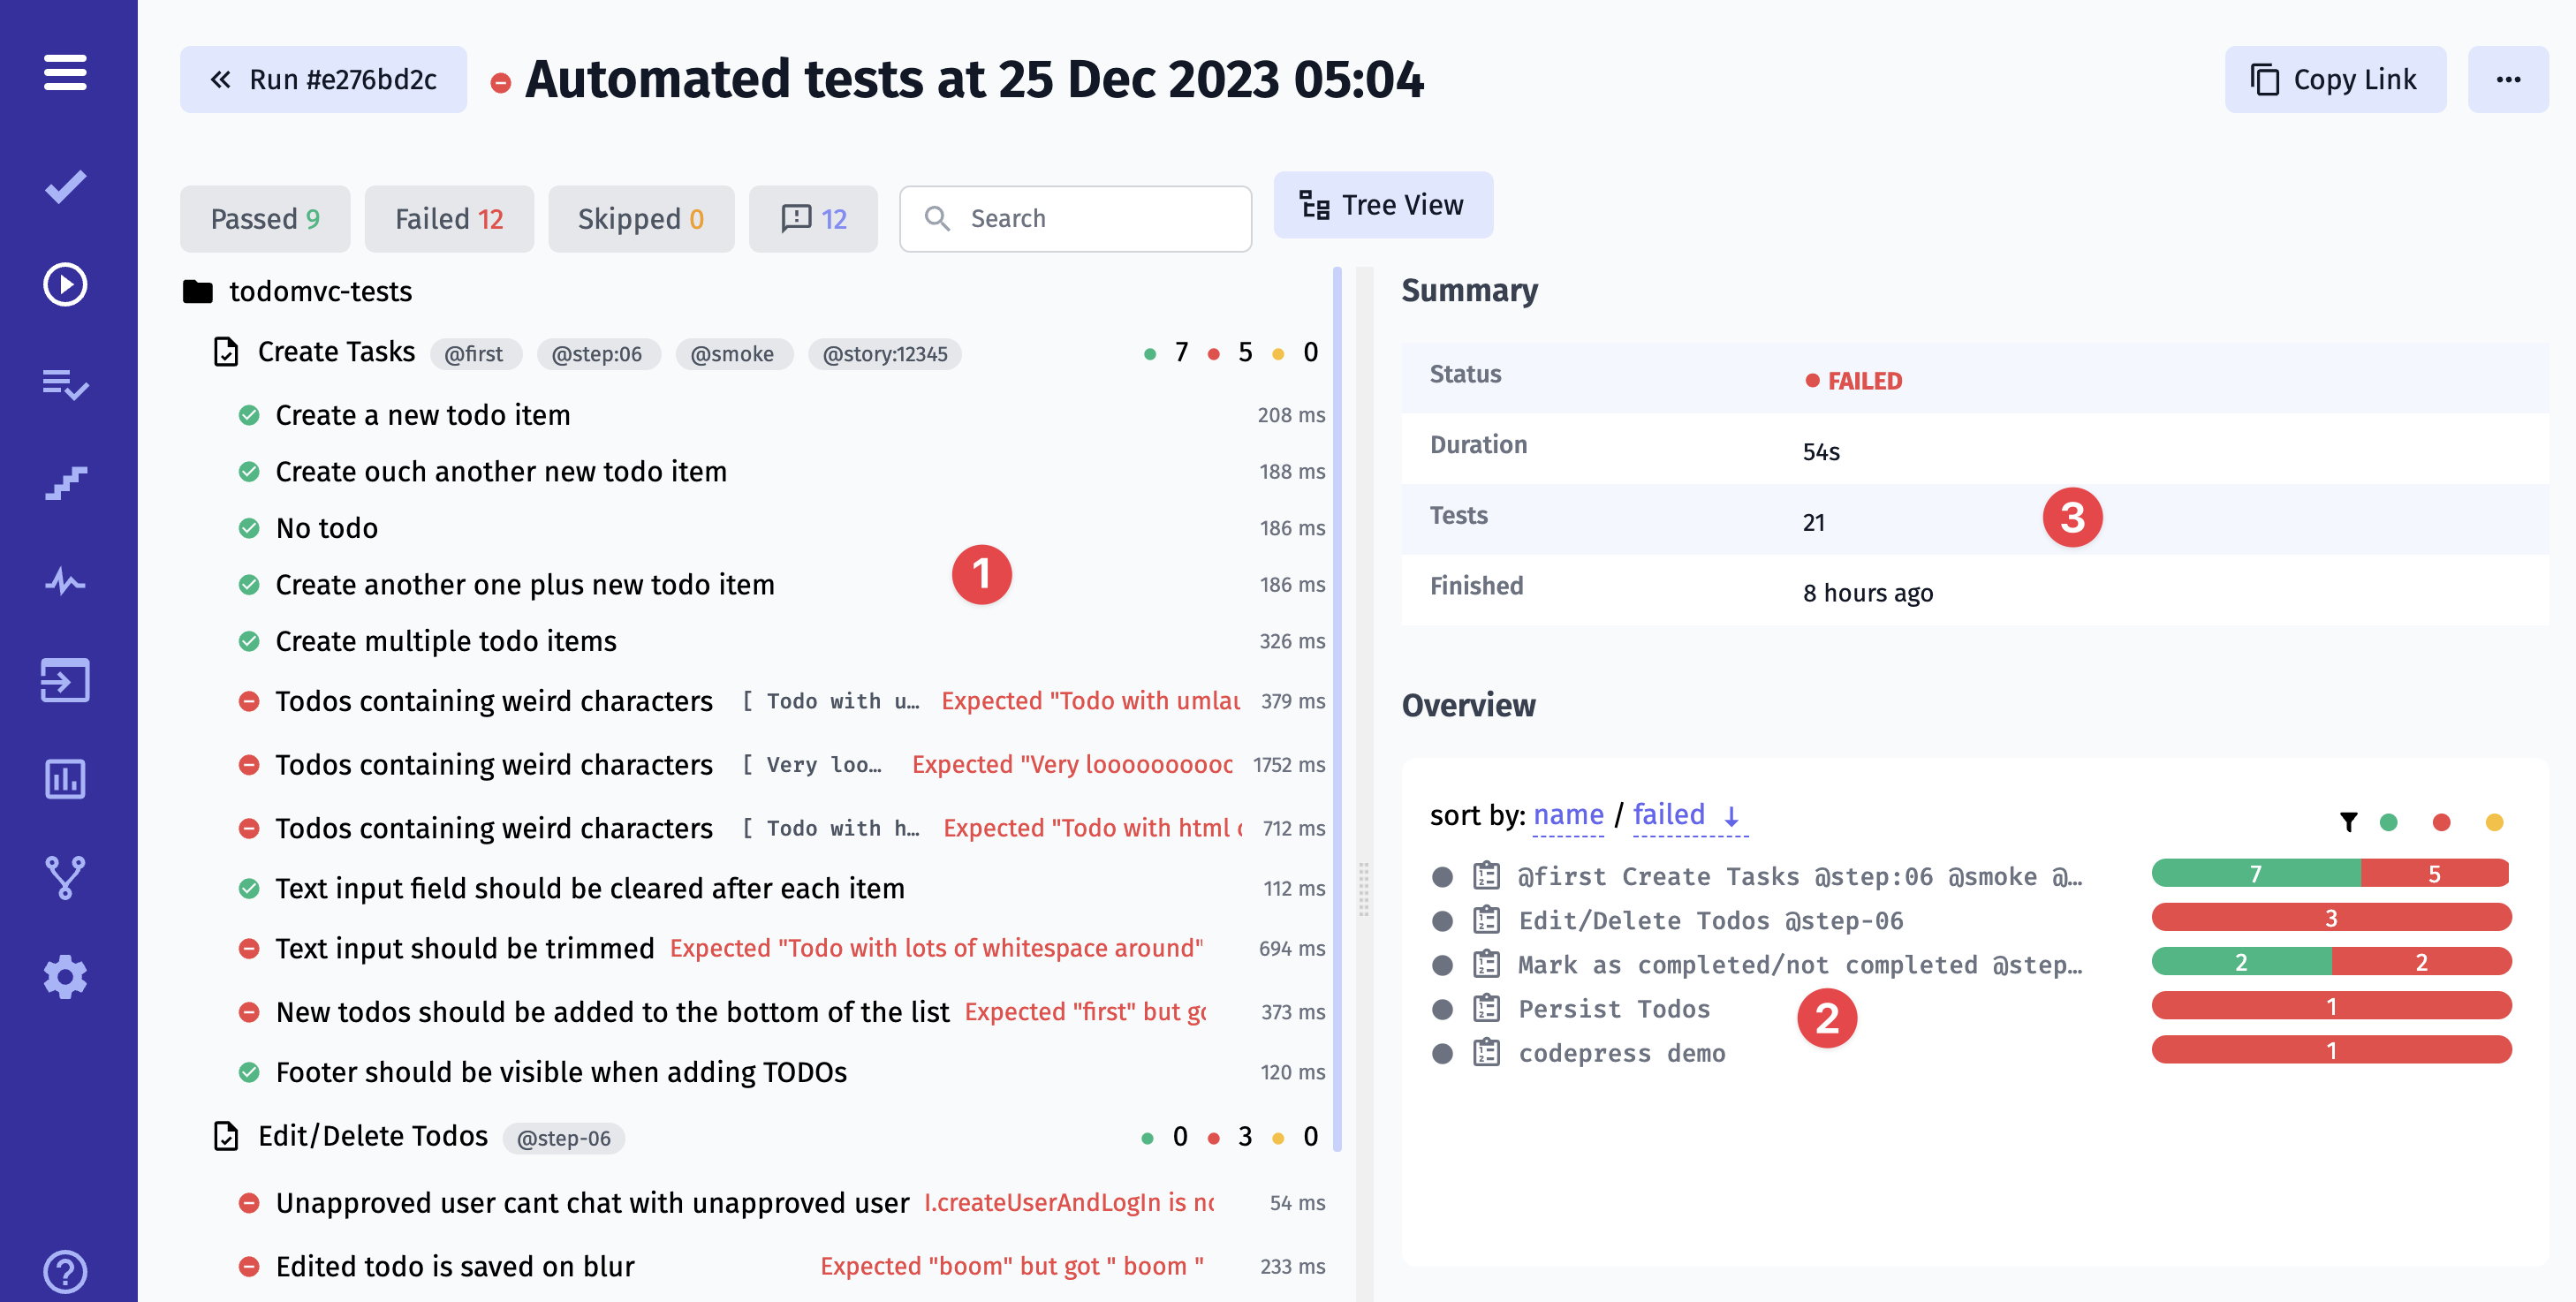 Run #e276bd2c
Automated tests at 25 Dec 2023 05:04
Copy Link
Passed 9
Failed 12
Skipped 0
12
Search
Tree View
todomvc-tests
Create Tasks @first @step:06 @smoke @story:12345 7 5 0
Create a new todo item 208 ms
Create ouch another new todo item 188 ms
No todo 186 ms
1
Create another one plus new todo item 186 ms
Create multiple todo items 326 ms
Todos containing weird characters [ Todo with u… Expected "Todo with umlau 379 ms
Todos containing weird characters [ Very loo… Expected "Very looooooooooo 1752 ms
Todos containing weird characters [ Todo with h… Expected "Todo with html 712 ms
Text input field should be cleared after each item 112 ms
Text input should be trimmed Expected "Todo with lots of whitespace around" 694 ms
New todos should be added to the bottom of the list Expected "first" but go 373 ms
Footer should be visible when adding TODOs 120 ms
Edit/Delete Todos @step-06 0 3 0
Unapproved user cant chat with unapproved user I.createUserAndLogIn is no 54 ms
Edited todo is saved on blur Expected "boom" but got " boom " 233 ms
Summary
Status FAILED
Duration 54s
Tests 21
3
Finished 8 hours ago
Overview
sort by: name / failed ↓
@first Create Tasks @step:06 @smoke @… 7 5
Edit/Delete Todos @step-06 3
Mark as completed/not completed @step… 2 2
Persist Todos 1
2
codepress demo 1